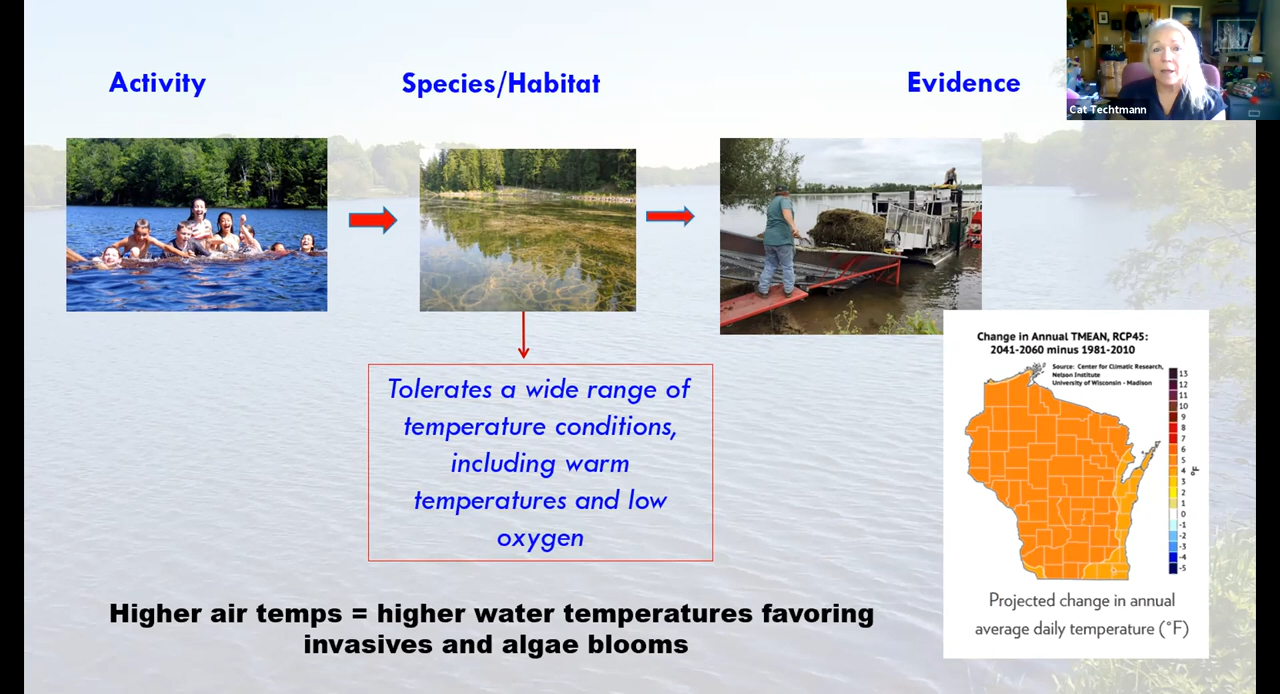 Activity
Species/Habitat
Evidence
Cat Techtmann
Tolerates a wide range of
temperature conditions,
including warm
temperatures and low
oxygen
Change in Annual TMEAN, RCP45:
2041-2060 minus 1981-2010
Source: Center for Climatic Research,
Nelson Institute
University of Wisconsin - Madison
13
12
11
10
9
8
7
6
5
4
3
2
1
0
-1
-2
-3
-4
-5
°F
Projected change in annual
average daily temperature (°F)
Higher air temps = higher water temperatures favoring
invasives and algae blooms